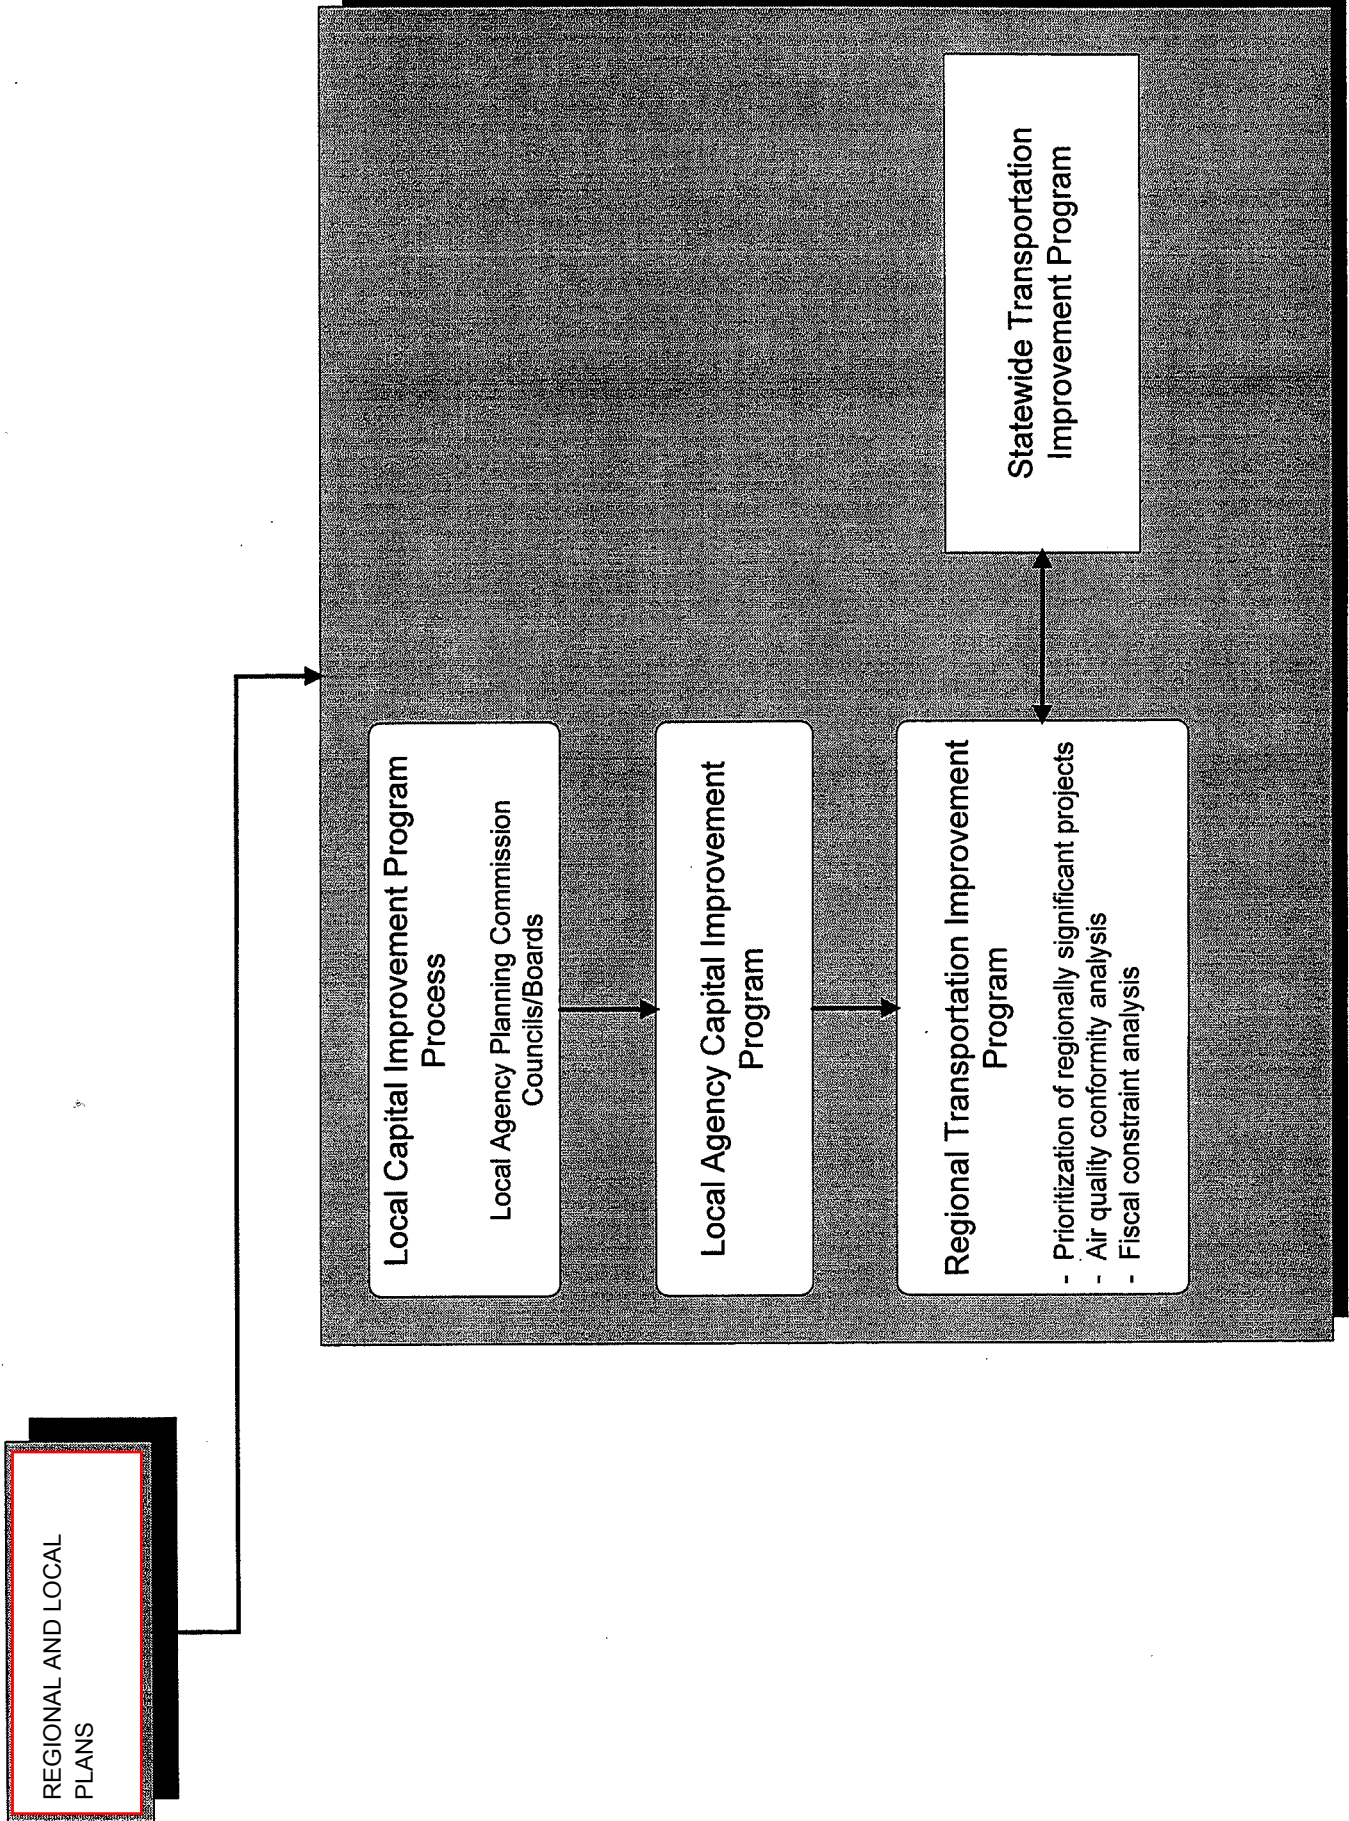 REGIONAL AND LOCAL
PLANS
Local Capital Improvement Program
Process
Local Agency Planning Commission
Councils/Boards
Local Agency Capital Improvement
Program
Regional Transportation Improvement
Program
- Prioritization of regionally significant projects
- Air quality conformity analysis
- Fiscal constraint analysis
Statewide Transportation
Improvement Program